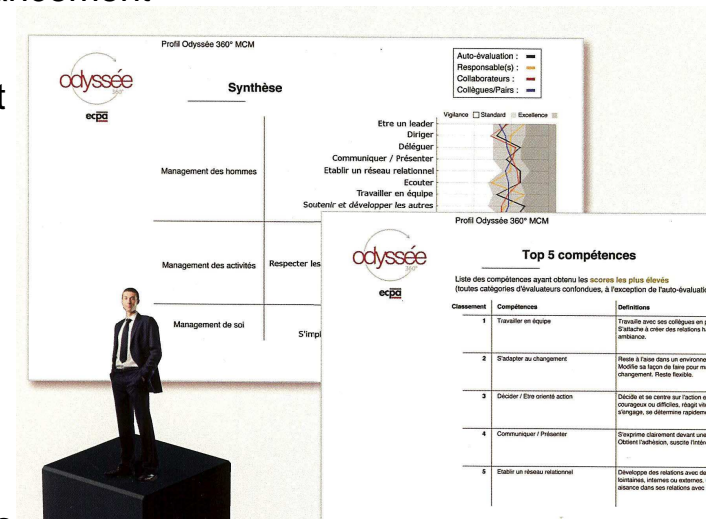 Profil Odyssée 360° MCM
odyssée
360°
ecpa
Synthèse
Auto-évaluation :
Responsable(s) :
Collaborateurs :
Collègues/Pairs :
Vigilance Standard Excellence
Management des hommes
Etre un leader
Diriger
Déléguer
Communiquer / Présenter
Etablir un réseau relationnel
Ecouter
Travailler en équipe
Soutenir et développer les autres
Management des activités
Respecter les
Management de soi
S'impl
Profil Odyssée 360° MCM
odyssée
360°
ecpa
Top 5 compétences
Liste des compétences ayant obtenu les scores les plus élevés
(toutes catégories d'évaluateurs confondues, à l'exception de l'auto-évaluatio
Classement Compétences Definitions
1 Travailler en équipe Travaille avec ses collègues en p
S'attache à créer des relations ha
ambiance.
2 S'adapter au changement Reste à l'aise dans un environne
Modifie sa façon de faire pour ma
changement. Reste flexible.
3 Décider / Etre orienté action Décide et se centre sur l'action e
courageux ou difficiles, réagit vite
s'engage, se détermine rapideme
4 Communiquer / Présenter S'exprime clairement devant une
Obtient l'adhésion, suscite l'intérê
5 Etablir un réseau relationnel Développe des relations avec de
lointaines, internes ou externes.
aisance dans ses relations avec